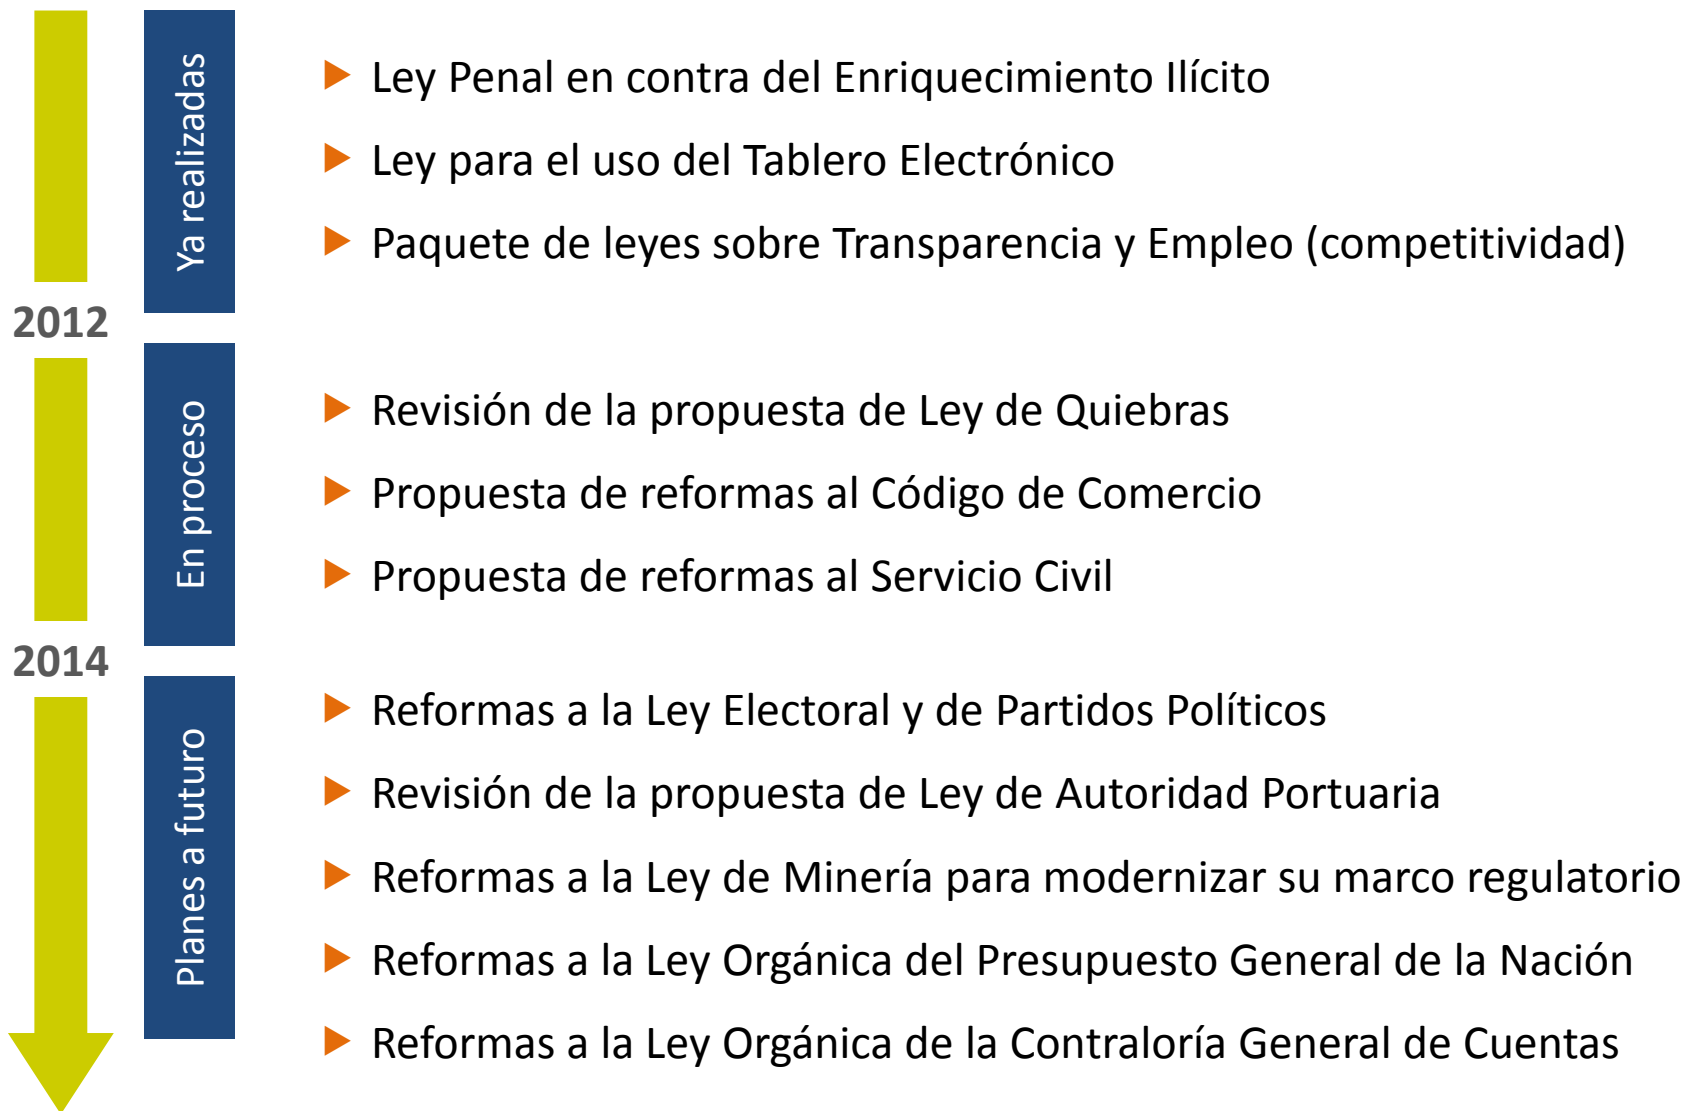 Ya realizadas
Ley Penal en contra del Enriquecimiento Ilícito
Ley para el uso del Tablero Electrónico
Paquete de leyes sobre Transparencia y Empleo (competitividad)
2012
En proceso
Revisión de la propuesta de Ley de Quiebras
Propuesta de reformas al Código de Comercio
Propuesta de reformas al Servicio Civil
2014
Planes a futuro
Reformas a la Ley Electoral y de Partidos Políticos
Revisión de la propuesta de Ley de Autoridad Portuaria
Reformas a la Ley de Minería para modernizar su marco regulatorio
Reformas a la Ley Orgánica del Presupuesto General de la Nación
Reformas a la Ley Orgánica de la Contraloría General de Cuentas